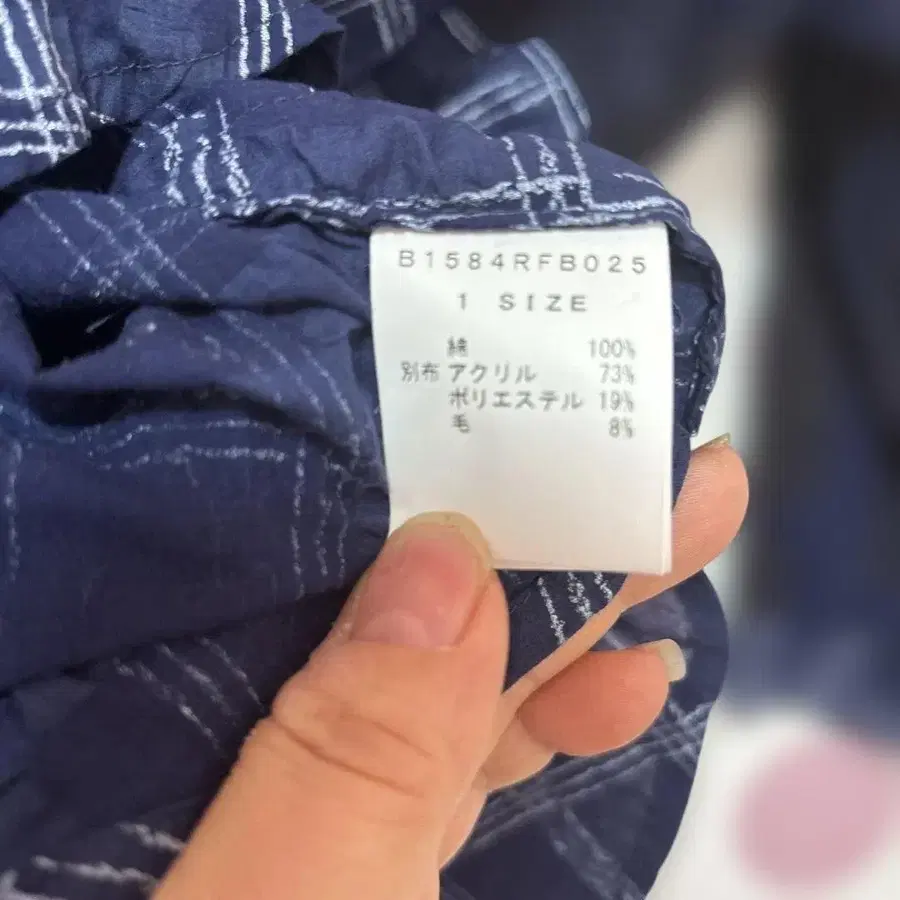 B1584RFB025
1 SIZE
綿 100%
別布 アクリル 73%
ポリエステル 19%
毛 8%